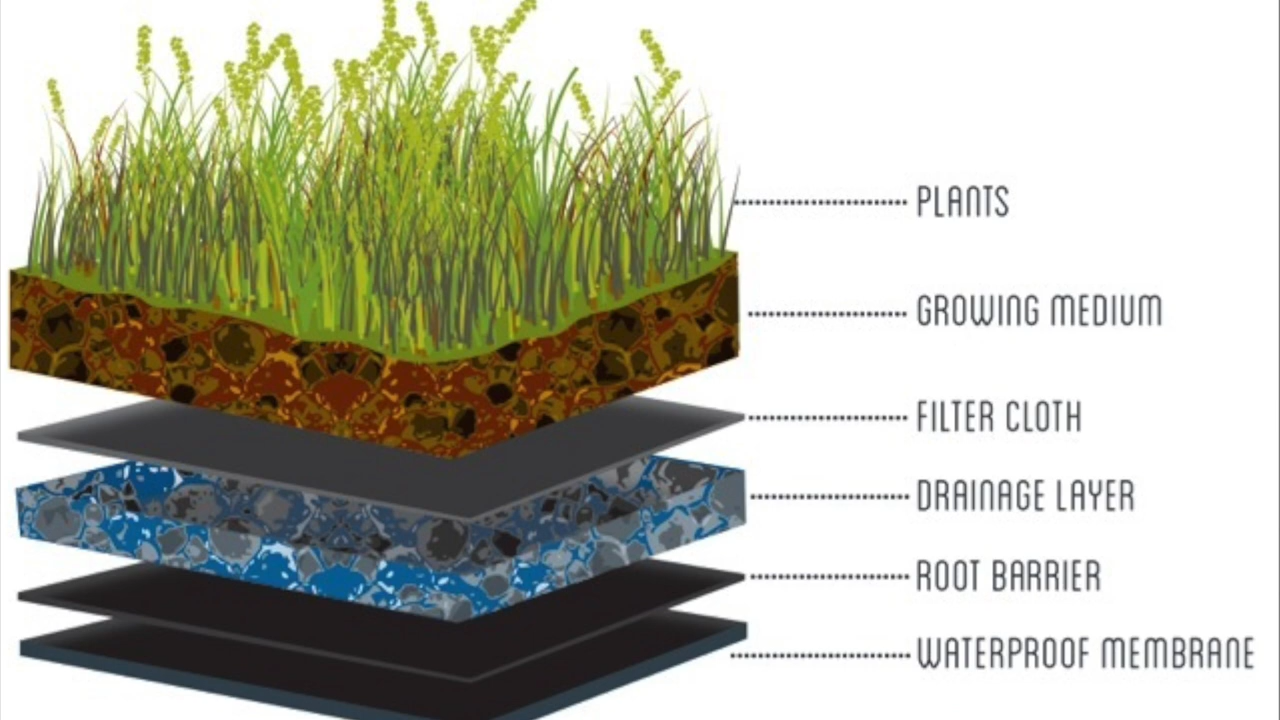 PLANTS
GROWING MEDIUM
FILTER CLOTH
DRAINAGE LAYER
ROOT BARRIER
WATERPROOF MEMBRANE